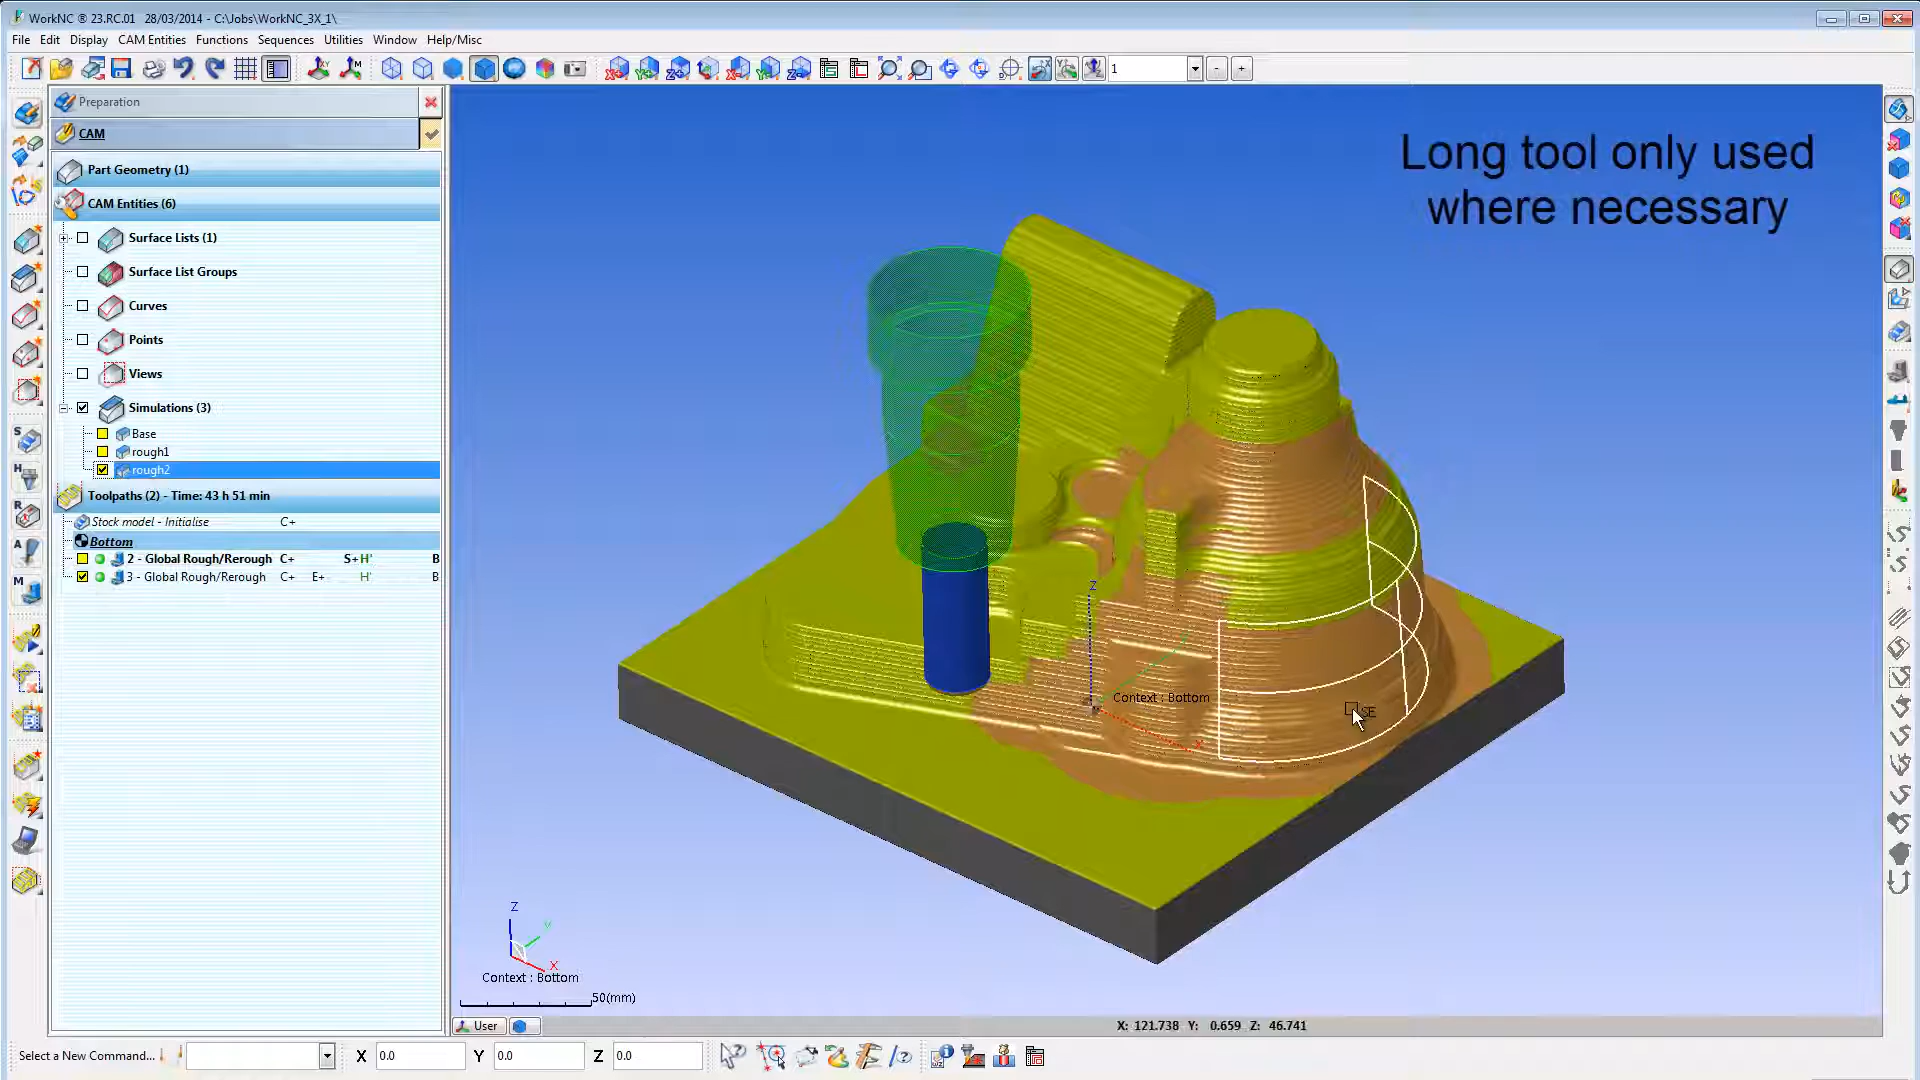 WorkNC ® 23.RC.01 28/03/2014 - C:\Jobs\WorkNC_3X_1\
File Edit Display CAM Entities Functions Sequences Utilities Window Help/Misc
1
- +
Preparation
CAM
Part Geometry (1)
CAM Entities (6)
Surface Lists (1)
Surface List Groups
Curves
Points
Views
Simulations (3)
Base
rough1
rough2
Toolpaths (2) - Time: 43 h 51 min
Stock model - Initialise C+
Bottom
2 - Global Rough/Rerough C+ S+H' B
3 - Global Rough/Rerough C+ E+ H' B
Long tool only used
where necessary
Z
Context : Bottom
X
SE
Z
Y
X
Context : Bottom
50(mm)
User
X: 121.738 Y: 0.659 Z: 46.741
Select a New Command...
X 0.0 Y 0.0 Z 0.0